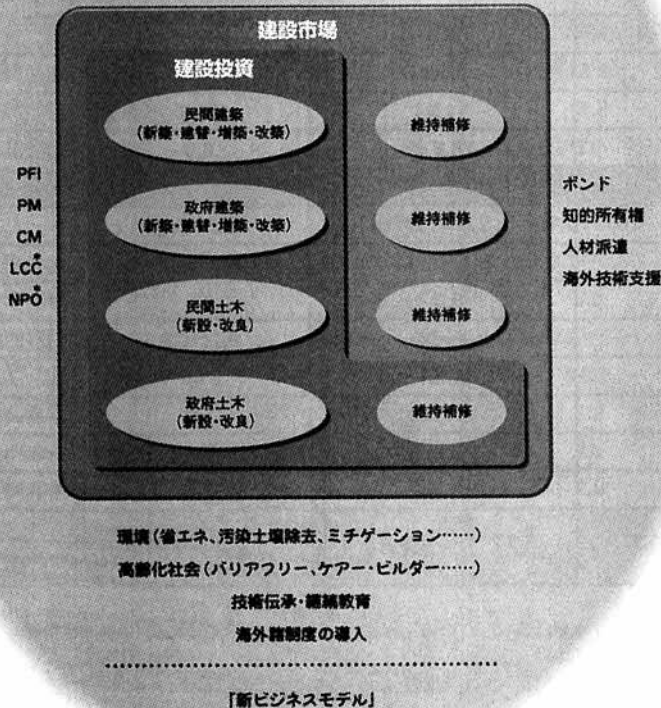 建設市場
建設投資
民間建築
(新築・建替・増築・改築)
維持補修
政府建築
(新築・建替・増築・改築)
維持補修
民間土木
(新設・改良)
維持補修
政府土木
(新設・改良)
維持補修
PFI
PM
CM
LCC*
NPO*
ボンド
知的所有権
人材派遣
海外技術支援
環境(省エネ、汚染土壌除去、ミチゲーション……)
高齢化社会(バリアフリー、ケアー・ビルダー……)
技術伝承・継続教育
海外諸制度の導入
「新ビジネスモデル」